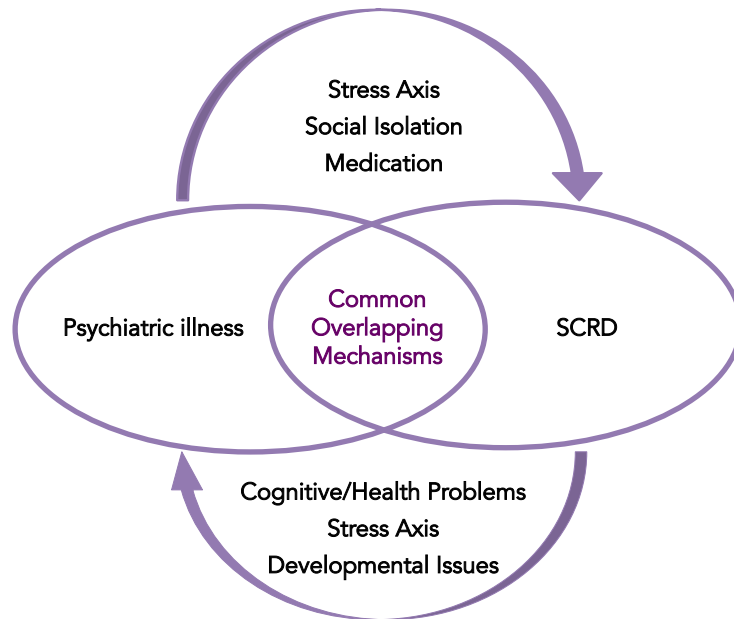 Stress Axis
Social Isolation
Medication
Psychiatric illness
Common
Overlapping
Mechanisms
SCRD
Cognitive/Health Problems
Stress Axis
Developmental Issues